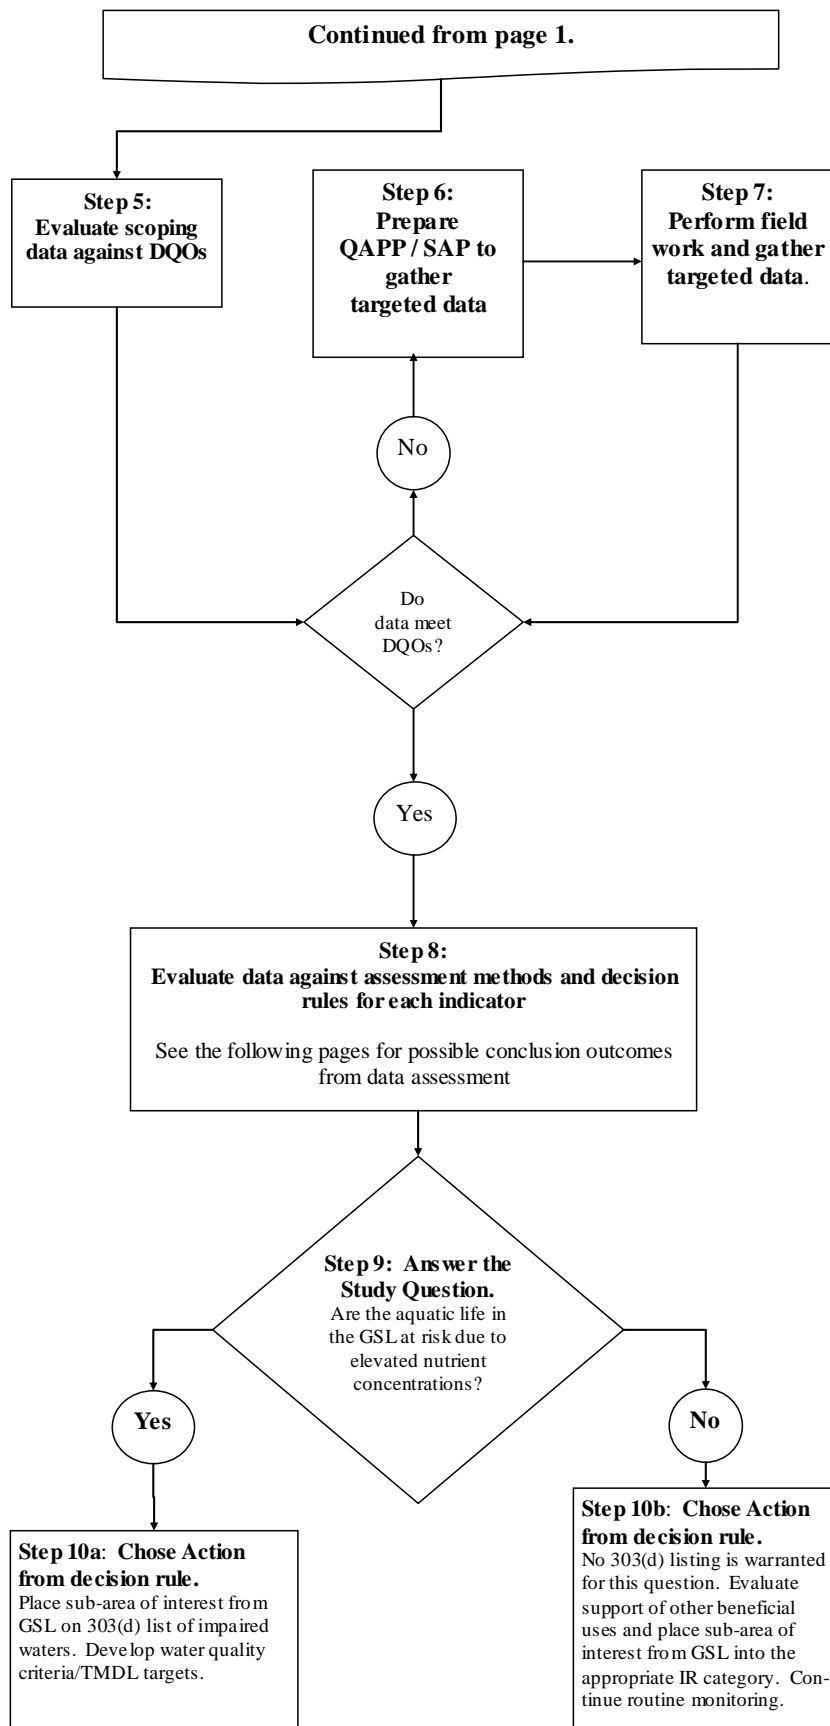 Continued from page 1.
Step 5:
Evaluate scoping
data against DQOs
Step 6:
Prepare
QAPP / SAP to
gather
targeted data
Step 7:
Perform field
work and gather
targeted data.
No
Do
data meet
DQOs?
Yes
Step 8:
Evaluate data against assessment methods and decision
rules for each indicator
See the following pages for possible conclusion outcomes
from data assessment
Step 9: Answer the
Study Question.
Are the aquatic life in
the GSL at risk due to
elevated nutrient
concentrations?
Yes
No
Step 10a: Chose Action
from decision rule.
Place sub-area of interest from
GSL on 303(d) list of impaired
waters. Develop water quality
criteria/TMDL targets.
Step 10b: Chose Action
from decision rule.
No 303(d) listing is warranted
for this question. Evaluate
support of other beneficial
uses and place sub-area of
interest from GSL into the
appropriate IR category. Con-
tinue routine monitoring.